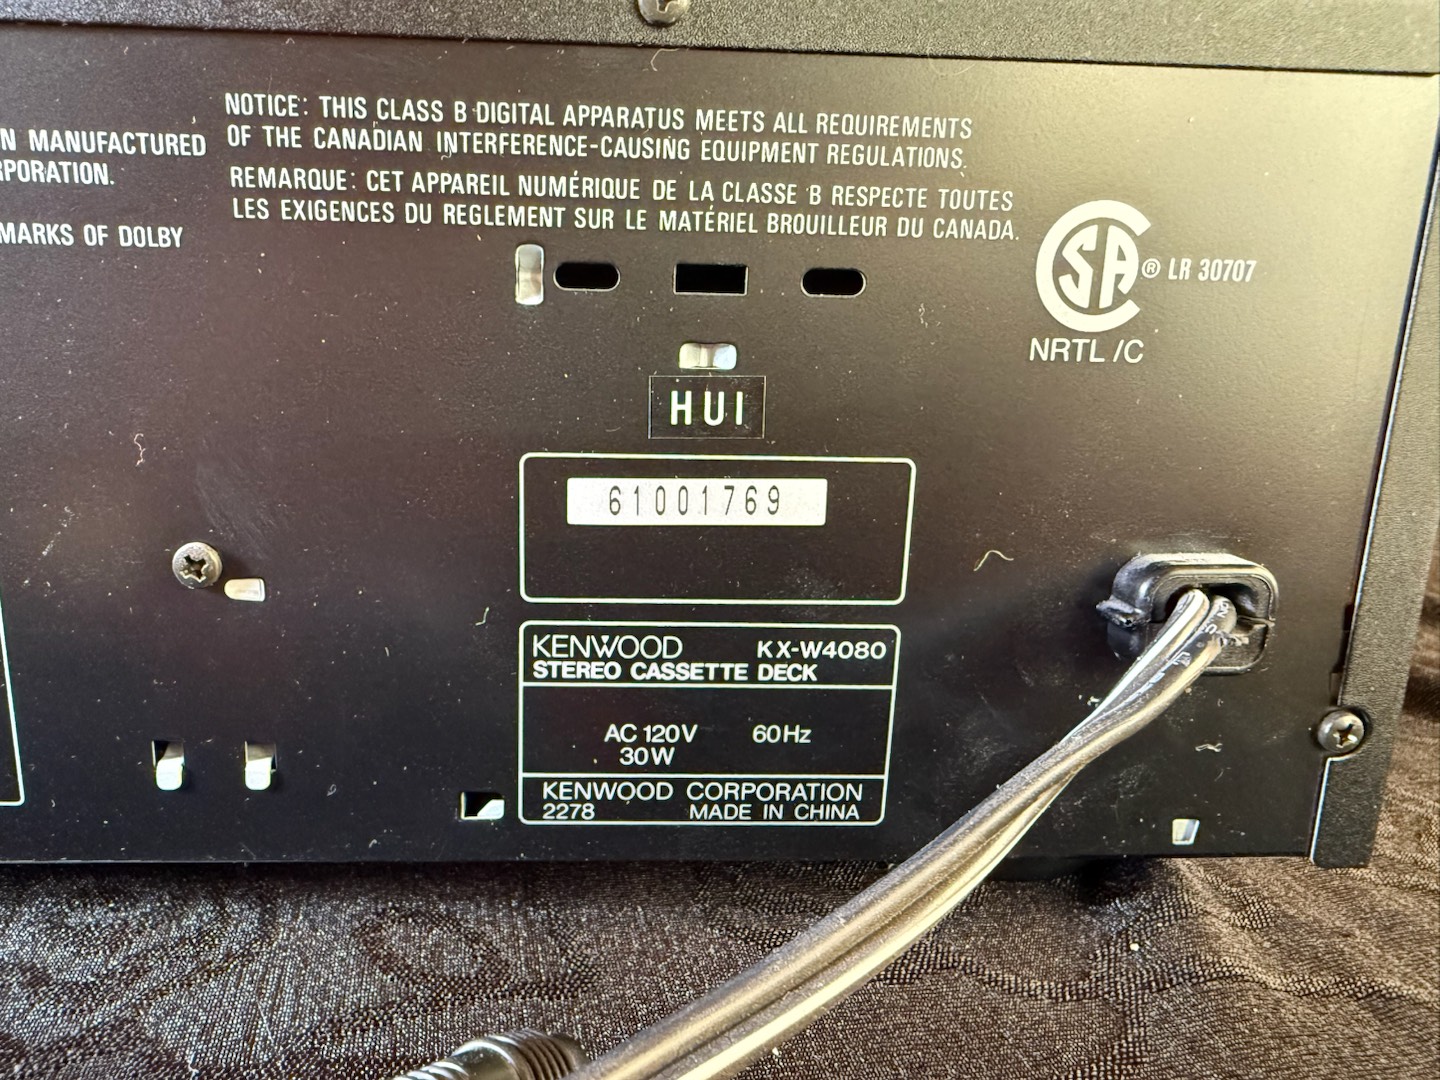 N MANUFACTURED
RPORATION.
MARKS OF DOLBY
NOTICE: THIS CLASS B DIGITAL APPARATUS MEETS ALL REQUIREMENTS
OF THE CANADIAN INTERFERENCE-CAUSING EQUIPMENT REGULATIONS.
REMARQUE: CET APPAREIL NUMÉRIQUE DE LA CLASSE B RESPECTE TOUTES
LES EXIGENCES DU REGLEMENT SUR LE MATÉRIEL BROUILLEUR DU CANADA.
CSA® LR 30707
NRTL /C
HUI
61001769
KENWOOD KX-W4080
STEREO CASSETTE DECK
AC 120V 60Hz
30W
KENWOOD CORPORATION
2278 MADE IN CHINA